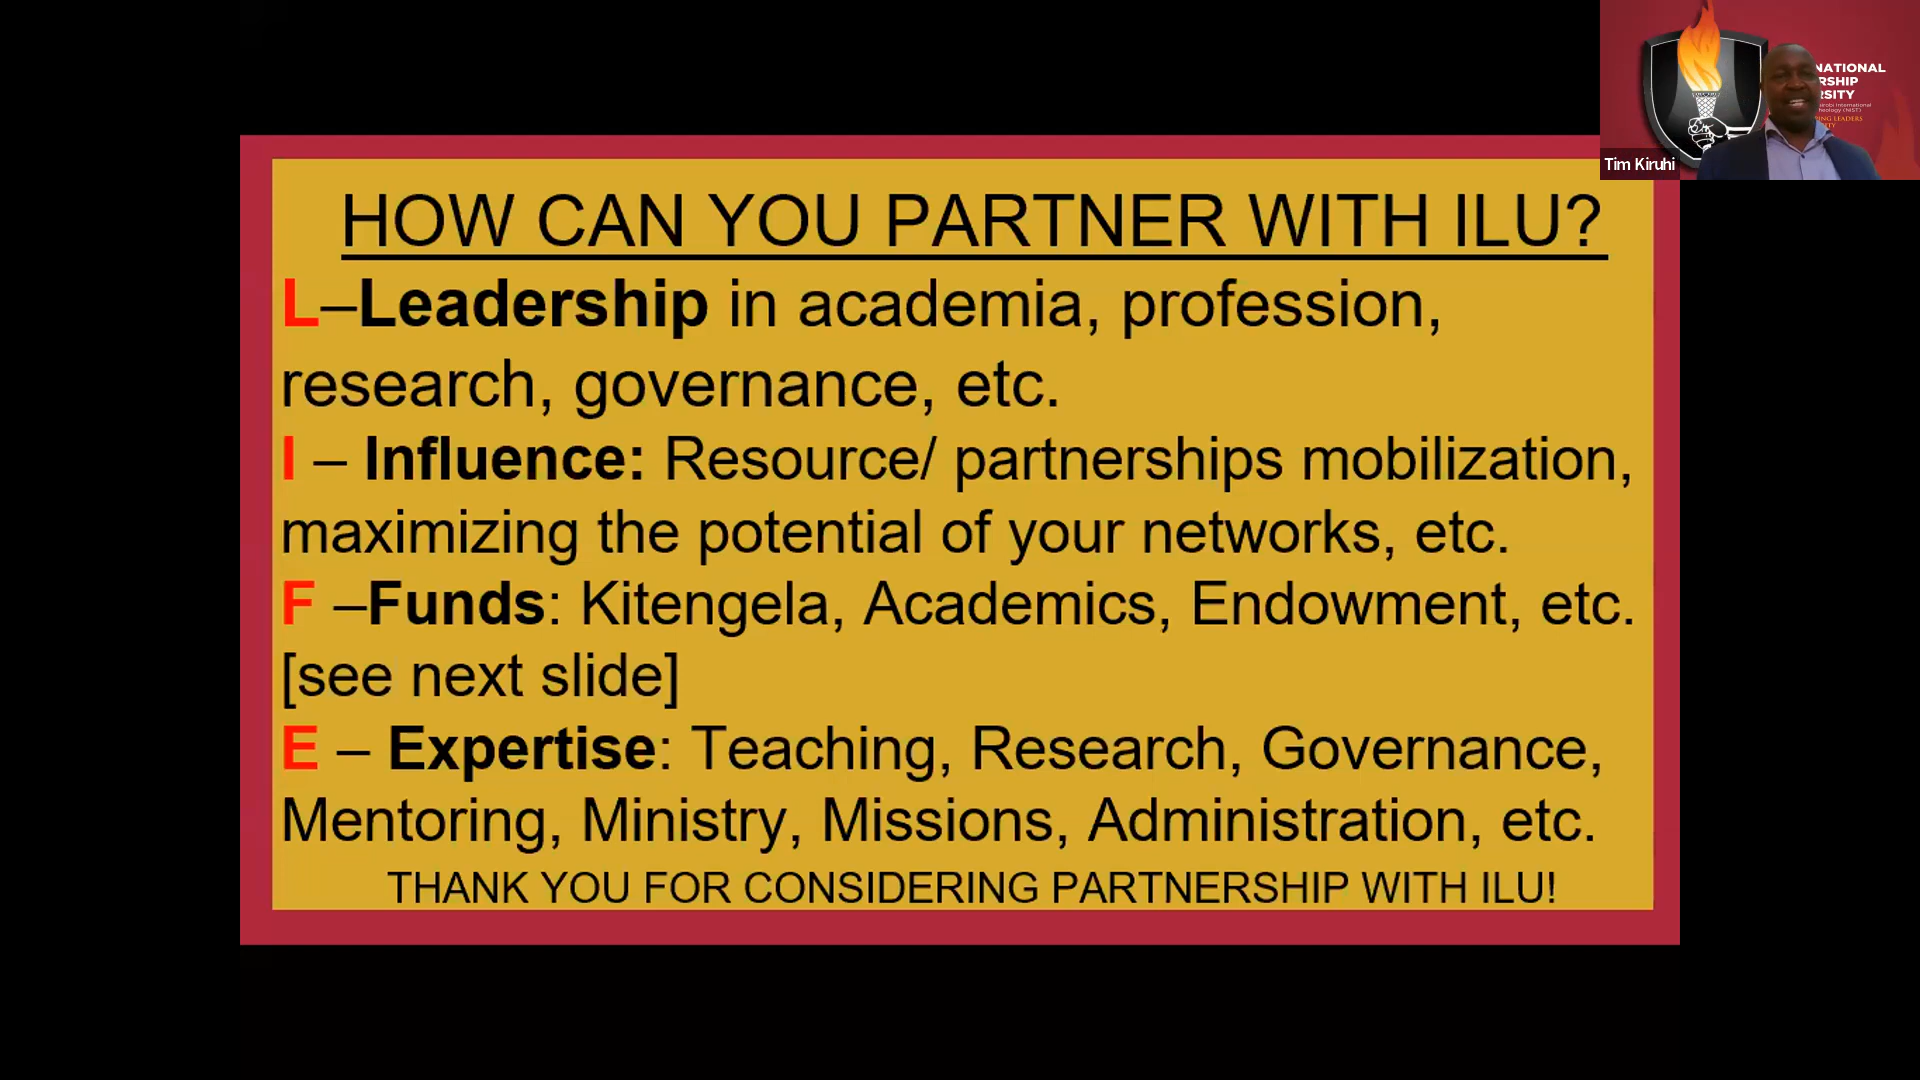 NATIONAL
RSHIP
RSITY
Tim Kiruhi
HOW CAN YOU PARTNER WITH ILU?
L–Leadership in academia, profession,
research, governance, etc.
I – Influence: Resource/ partnerships mobilization,
maximizing the potential of your networks, etc.
F –Funds: Kitengela, Academics, Endowment, etc.
[see next slide]
E – Expertise: Teaching, Research, Governance,
Mentoring, Ministry, Missions, Administration, etc.
THANK YOU FOR CONSIDERING PARTNERSHIP WITH ILU!